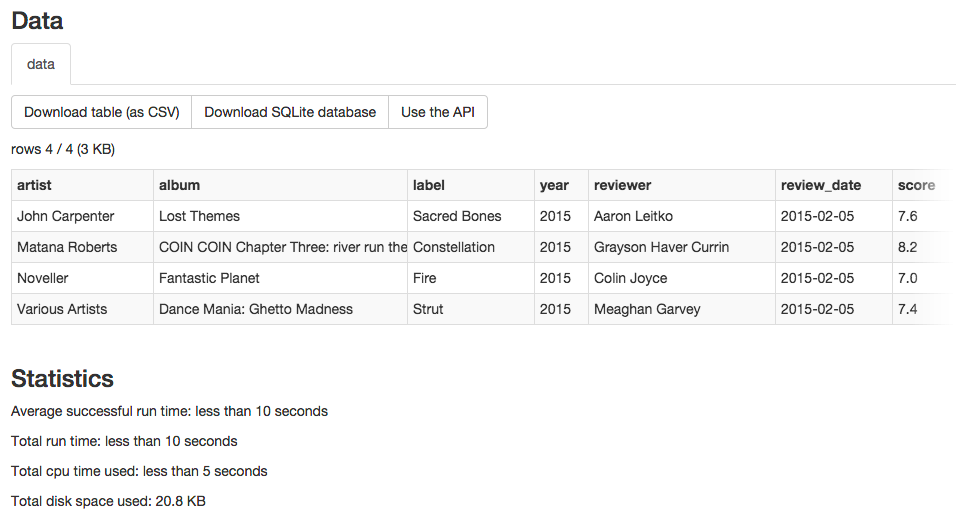 Data
data
Download table (as CSV) Download SQLite database Use the API
rows 4 / 4 (3 KB)
artist album label year reviewer review_date score
John Carpenter Lost Themes Sacred Bones 2015 Aaron Leitko 2015-02-05 7.6
Matana Roberts COIN COIN Chapter Three: river run the Constellation 2015 Grayson Haver Currin 2015-02-05 8.2
Noveller Fantastic Planet Fire 2015 Colin Joyce 2015-02-05 7.0
Various Artists Dance Mania: Ghetto Madness Strut 2015 Meaghan Garvey 2015-02-05 7.4
Statistics
Average successful run time: less than 10 seconds
Total run time: less than 10 seconds
Total cpu time used: less than 5 seconds
Total disk space used: 20.8 KB